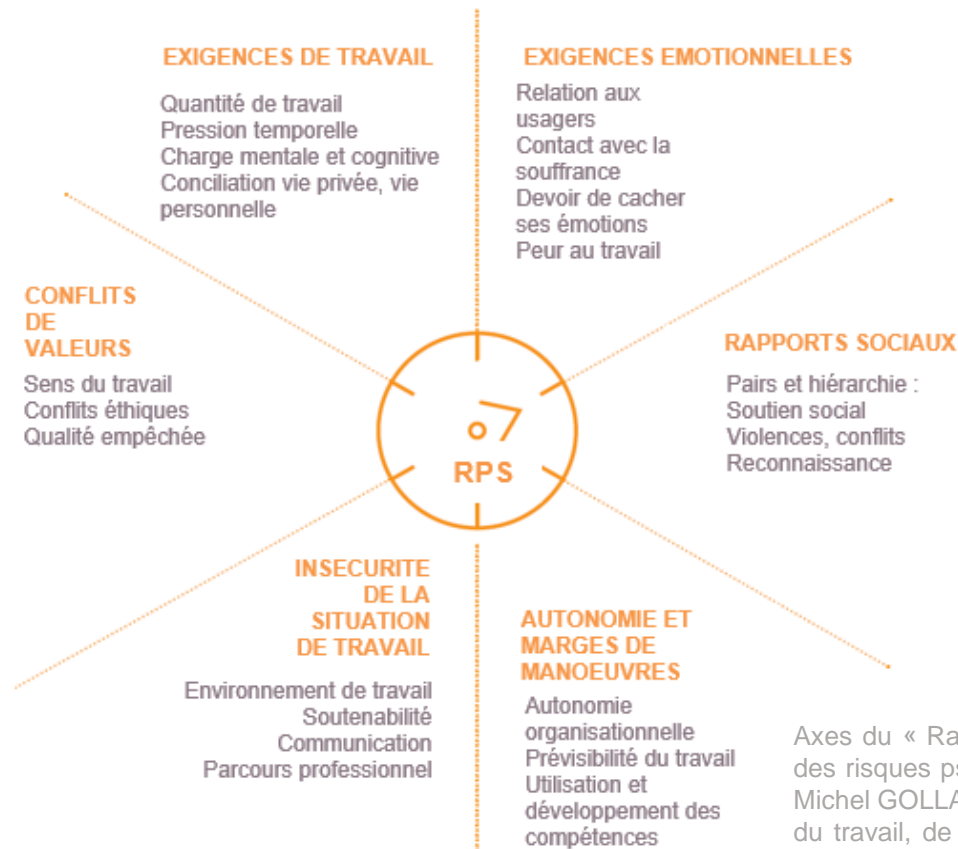 EXIGENCES DE TRAVAIL
Quantité de travail
Pression temporelle
Charge mentale et cognitive
Conciliation vie privée, vie
personnelle
EXIGENCES EMOTIONNELLES
Relation aux
usagers
Contact avec la
souffrance
Devoir de cacher
ses émotions
Peur au travail
CONFLITS
DE
VALEURS
Sens du travail
Conflits éthiques
Qualité empêchée
RPS
RAPPORTS SOCIAUX
Pairs et hiérarchie :
Soutien social
Violences, conflits
Reconnaissance
INSECURITE
DE LA
SITUATION
DE TRAVAIL
Environnement de travail
Soutenabilité
Communication
Parcours professionnel
AUTONOMIE ET
MARGES DE
MANOEUVRES
Autonomie
organisationnelle
Prévisibilité du travail
Utilisation et
développement des
compétences
Axes du « Ra
des risques ps
Michel GOLLA
du travail, de